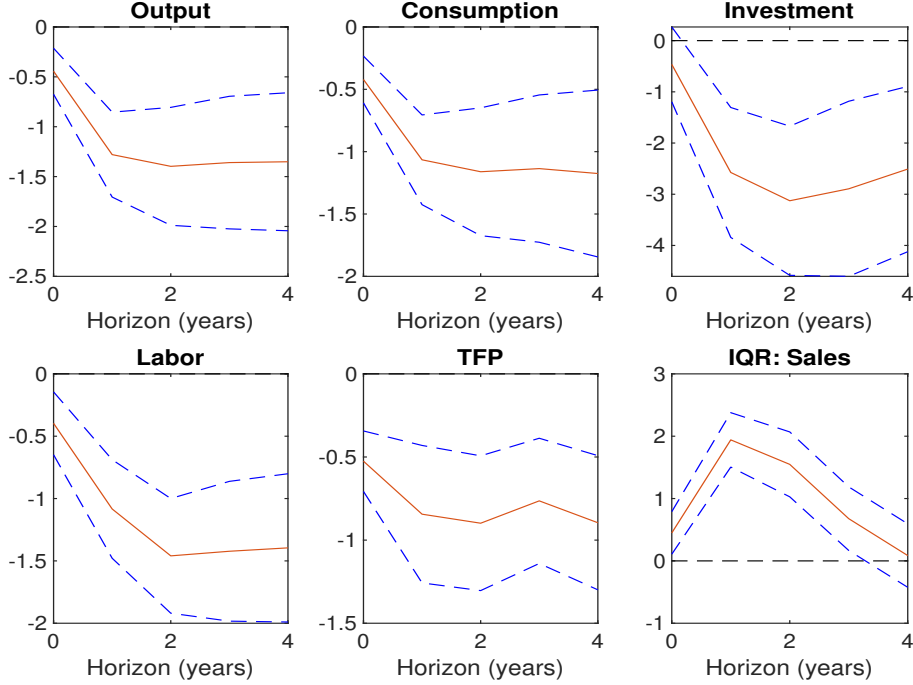 Output
0
-0.5
-1
-1.5
-2
-2.5
0 2 4
Horizon (years)
Consumption
0
-0.5
-1
-1.5
-2
0 2 4
Horizon (years)
Investment
0
-1
-2
-3
-4
0 2 4
Horizon (years)
Labor
0
-0.5
-1
-1.5
-2
0 2 4
Horizon (years)
TFP
0
-0.5
-1
-1.5
0 2 4
Horizon (years)
IQR: Sales
3
2
1
0
-1
0 2 4
Horizon (years)